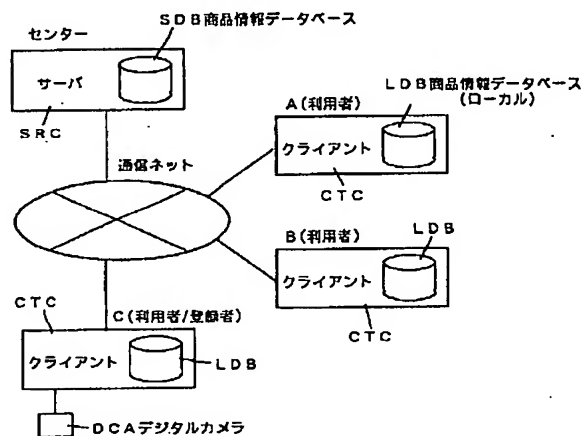 SDB商品情報データベース
センター
サーバ
SRC
LDB商品情報データベース
(ローカル)
A(利用者)
クライアント
CTC
通信ネット
B(利用者)
LDB
クライアント
CTC
CTC
C(利用者/登録者)
クライアント
LDB
DCAデジタルカメラ